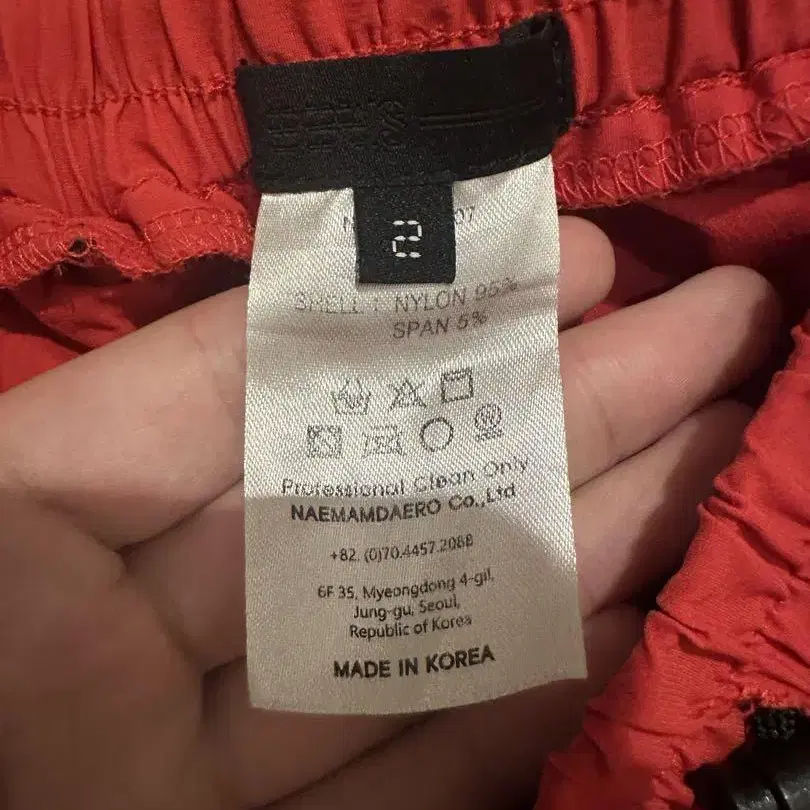 2
SHELL : NYLON 95%
SPAN 5%
Professional Clean Only
NAEMAMDAERO Co.,Ltd
+82. (0)70.4457.2088
6F 35, Myeongdong 4-gil,
Jung-gu, Seoul,
Republic of Korea
MADE IN KOREA